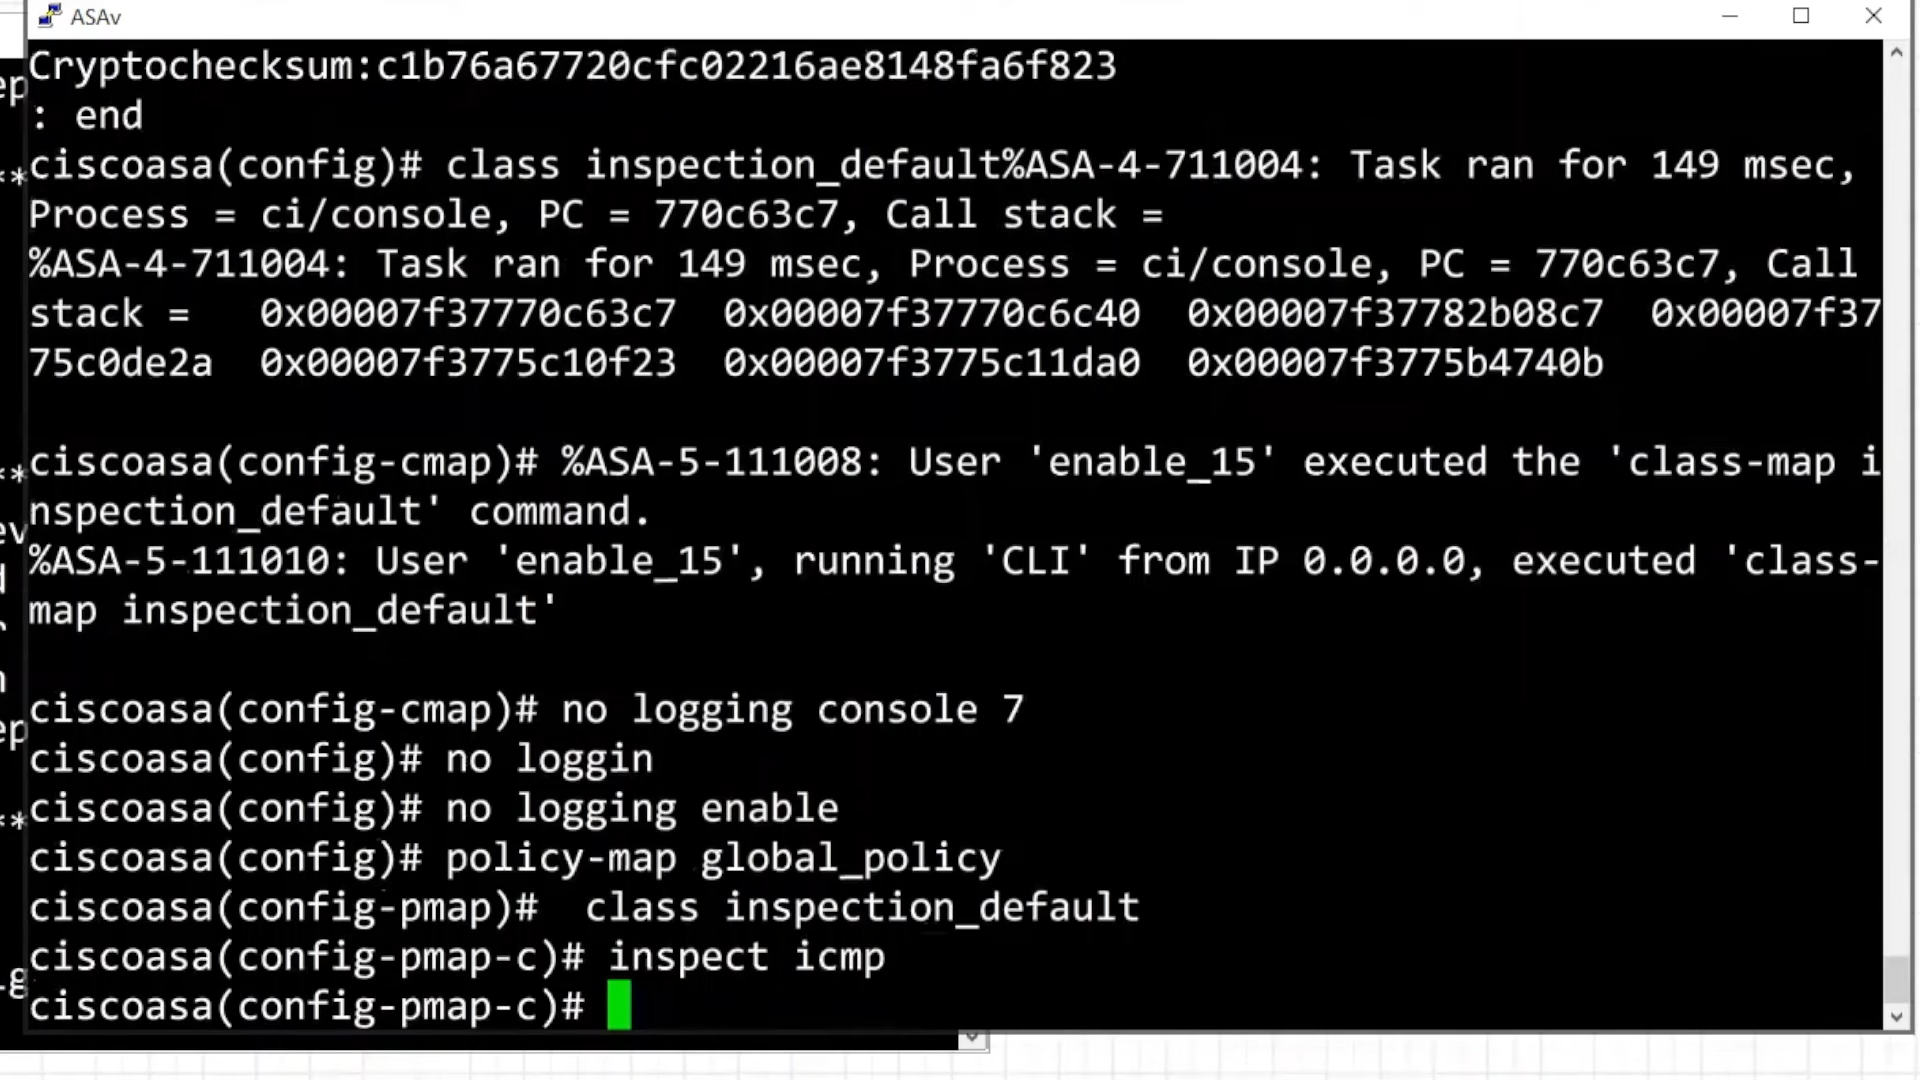 ASAv
Cryptochecksum:c1b76a67720cfc02216ae8148fa6f823
: end
ciscoasa(config)# class inspection_default%ASA-4-711004: Task ran for 149 msec,
Process = ci/console, PC = 770c63c7, Call stack =
%ASA-4-711004: Task ran for 149 msec, Process = ci/console, PC = 770c63c7, Call
stack =   0x00007f37770c63c7  0x00007f37770c6c40  0x00007f37782b08c7  0x00007f37
75c0de2a  0x00007f3775c10f23  0x00007f3775c11da0  0x00007f3775b4740b
ciscoasa(config-cmap)# %ASA-5-111008: User 'enable_15' executed the 'class-map i
nspection_default' command.
%ASA-5-111010: User 'enable_15', running 'CLI' from IP 0.0.0.0, executed 'class-
map inspection_default'
ciscoasa(config-cmap)# no logging console 7
ciscoasa(config)# no loggin
ciscoasa(config)# no logging enable
ciscoasa(config)# policy-map global_policy
ciscoasa(config-pmap)#  class inspection_default
ciscoasa(config-pmap-c)# inspect icmp
ciscoasa(config-pmap-c)#